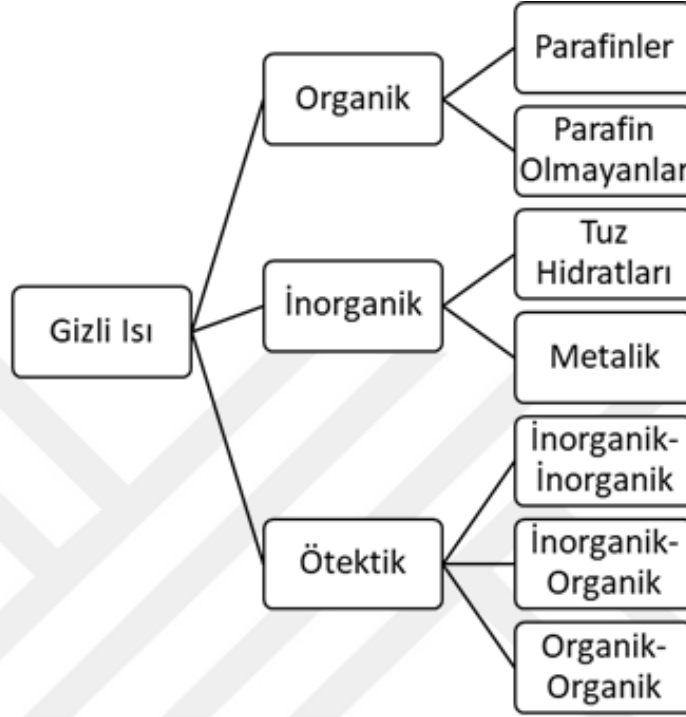 Gizli Isı
Organik
Parafinler
Parafin
Olmayanlar
İnorganik
Tuz
Hidratları
Metalik
Ötektik
İnorganik-
İnorganik
İnorganik-
Organik
Organik-
Organik